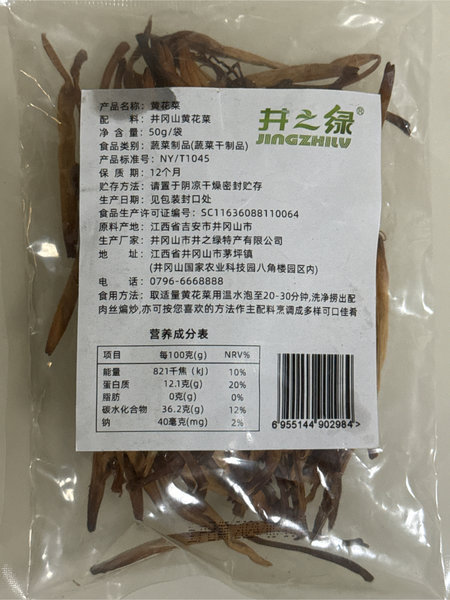 井之绿®
JINGZHILV
产品名称: 黄花菜
配 料: 井冈山黄花菜
净 含 量: 50g/袋
食品类别: 蔬菜制品(蔬菜干制品)
产品标准号: NY/T1045
保 质 期: 12个月
贮存方法: 请置于阴凉干燥密封贮存
生产日期: 见包装封口处
食品生产许可证编号: SC11636088110064
原料产地: 江西省吉安市井冈山市
生产厂家: 井冈山市井之绿特产有限公司
地 址: 江西省井冈山市茅坪镇
(井冈山国家农业科技园八角楼园区内)
电 话: 0796-6668888
食用方法: 取适量黄花菜用温水泡至20-30分钟,洗净捞出配
肉丝煸炒,亦可按您喜欢的方法作主配料烹调成多样可口佳肴
营养成分表
项目 每100克(g) NRV%
能量 821千焦 (kJ) 10%
蛋白质 12.1克(g) 20%
脂肪 0克(g) 0%
碳水化合物 36.2克(g) 12%
钠 40毫克(mg) 2%
6 955144 902984 >